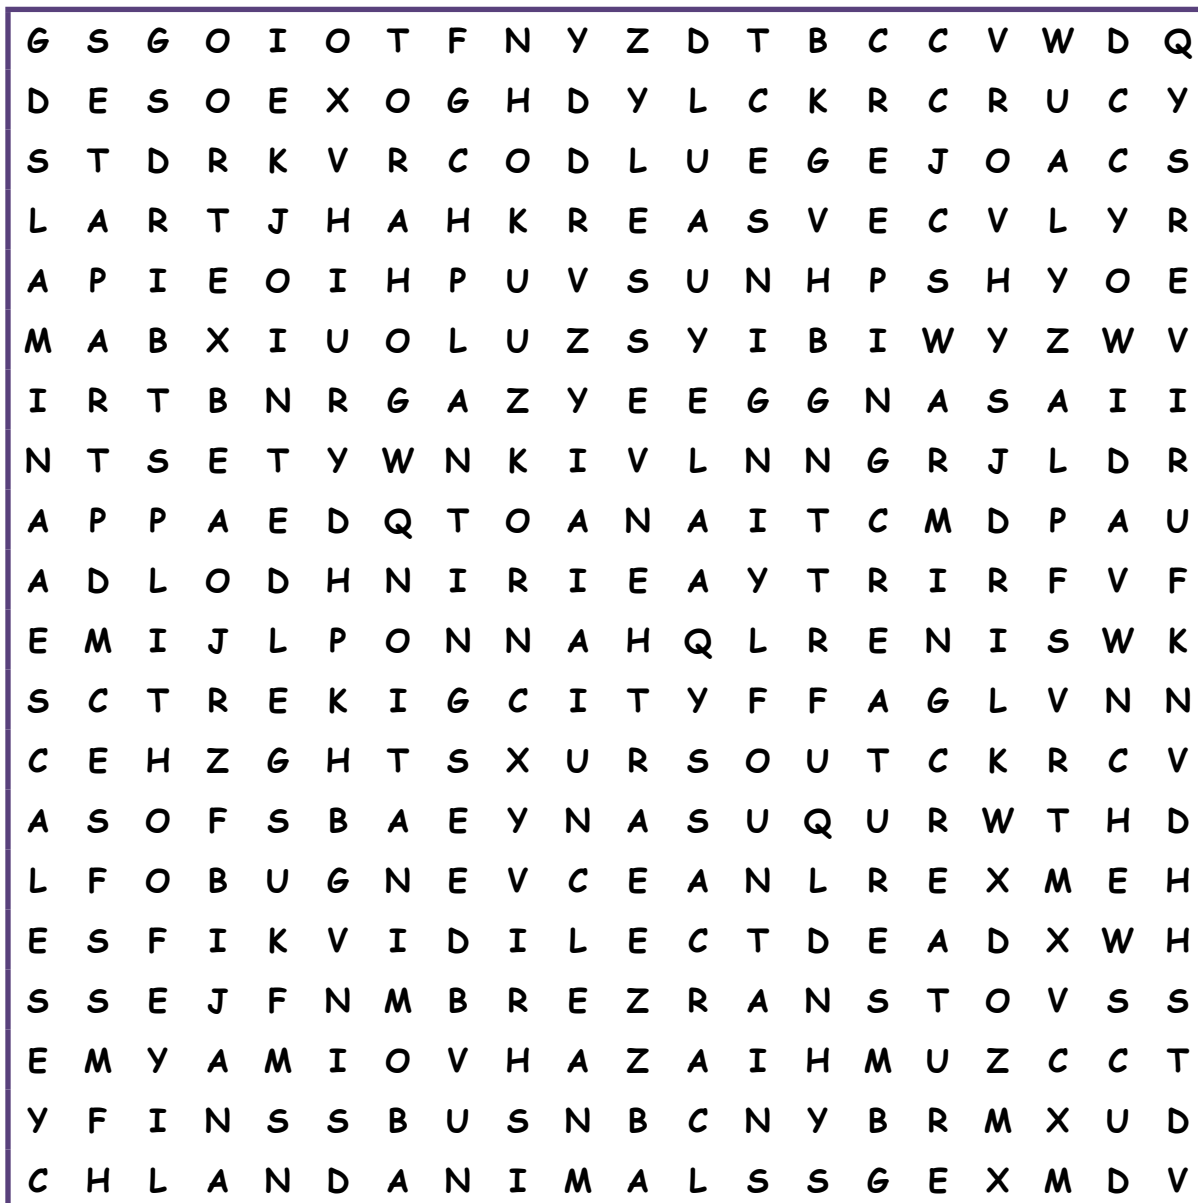 G S G O I O T F N Y Z D T B C C V W D Q
D E S O E X O G H D Y L C K R C R U C Y
S T D R K V R C O D L U E G E J O A C S
L A R T J H A H K R E A S V E C V L Y R
A P I E O I H P U V S U N H P S H Y O E
M A B X I U O L U Z S Y I B I W Y Z W V
I R T B N R G A Z Y E E G G N A S A I I
N T S E T Y W N K I V L N N G R J L D R
A P P A E D Q T O A N A I T C M D P A U
A D L O D H N I R I E A Y T R I R F V F
E M I J L P O N N A H Q L R E N I S W K
S C T R E K I G C I T Y F F A G L V N N
C E H Z G H T S X U R S O U T C K R C V
A S O F S B A E Y N A S U Q U R W T H D
L F O B U G N E V C E A N L R E X M E H
E S F I K V I D I L E C T D E A D X W H
S S E J F N M B R E Z R A N S T O V S S
E M Y A M I O V H A Z A I H M U Z C C T
Y F I N S S B U S N B C N Y B R M X U D
C H L A N D A N I M A L S S G E X M D V